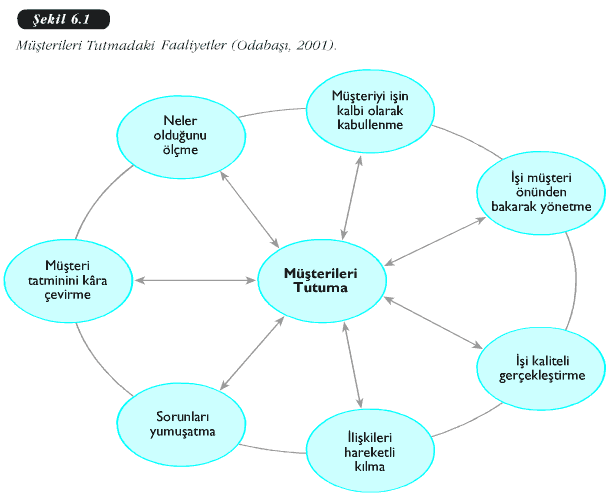 Şekil 6.1
Müşterileri Tutmadaki Faaliyetler (Odabaşı, 2001).
Müşteriyi işin
kalbi olarak
kabullenme
Neler
olduğunu
ölçme
İşi müşteri
önünden
bakarak yönetme
Müşteri
tatminini kâra
çevirme
Müşterileri
Tutuma
İşi kaliteli
gerçekleştirme
Sorunları
yumuşatma
İlişkileri
hareketli
kılma